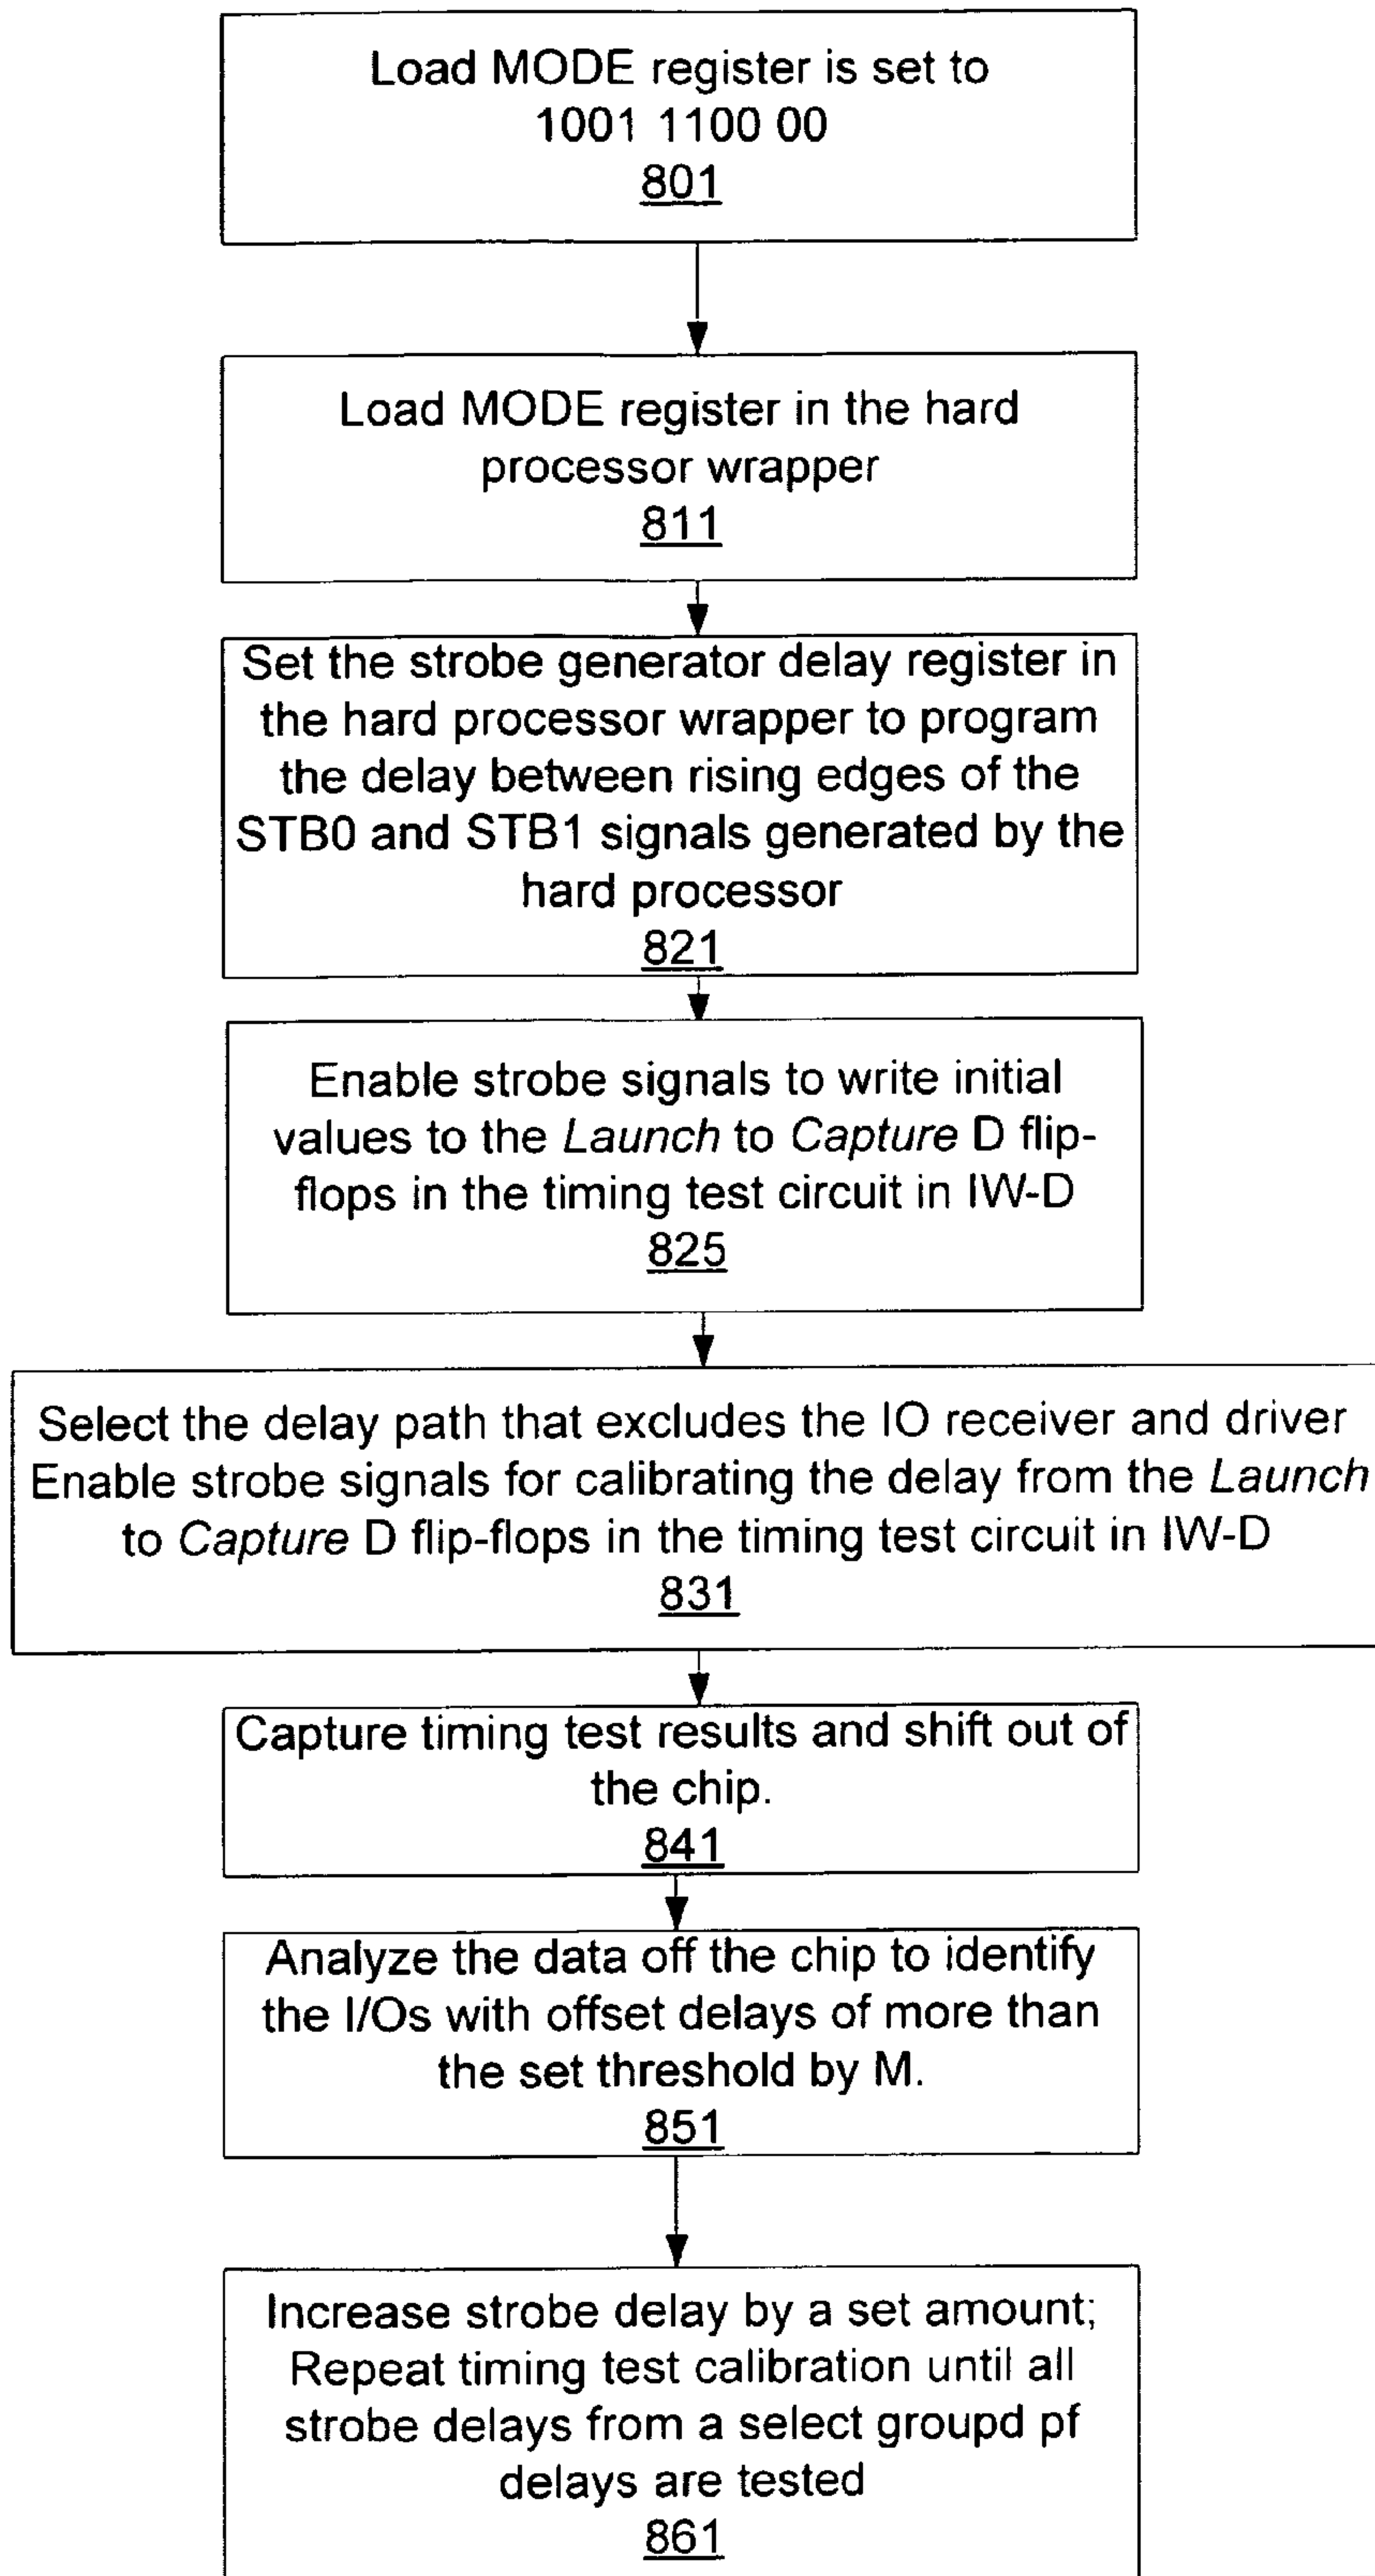 Load MODE register is set to
1001 1100 00
801
Load MODE register in the hard
processor wrapper
811
Set the strobe generator delay register in
the hard processor wrapper to program
the delay between rising edges of the
STB0 and STB1 signals generated by the
hard processor
821
Enable strobe signals to write initial
values to the Launch to Capture D flip-
flops in the timing test circuit in IW-D
825
Select the delay path that excludes the IO receiver and driver
Enable strobe signals for calibrating the delay from the Launch
to Capture D flip-flops in the timing test circuit in IW-D
831
Capture timing test results and shift out of
the chip.
841
Analyze the data off the chip to identify
the I/Os with offset delays of more than
the set threshold by M.
851
Increase strobe delay by a set amount;
Repeat timing test calibration until all
strobe delays from a select groupd pf
delays are tested
861